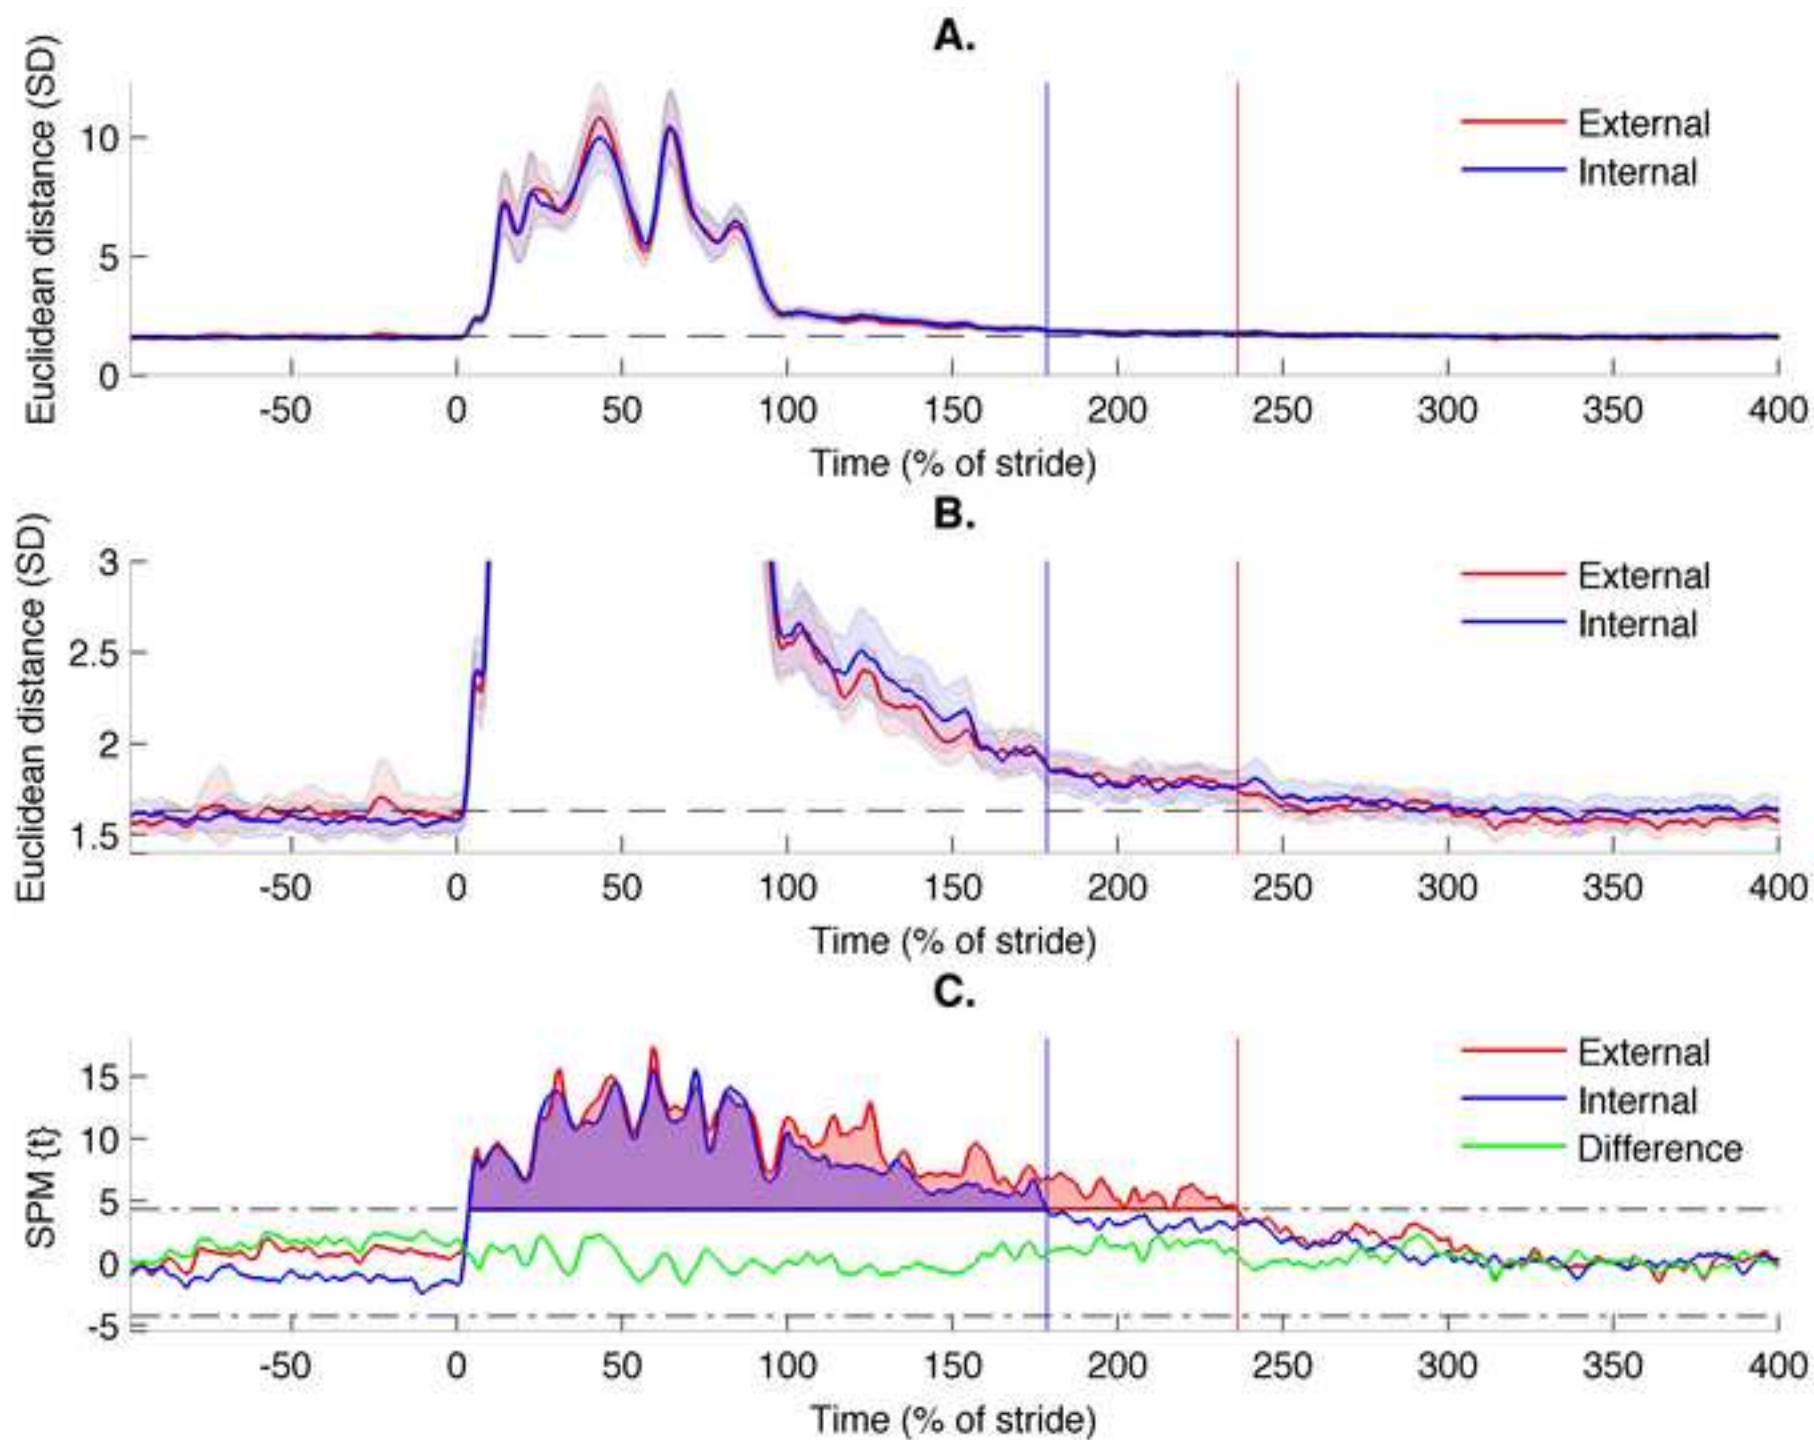 A.
Euclidean distance (SD)
10
5
0
External
Internal
-50 0 50 100 150 200 250 300 350 400
Time (% of stride)
B.
Euclidean distance (SD)
3
2.5
2
1.5
External
Internal
-50 0 50 100 150 200 250 300 350 400
Time (% of stride)
C.
SPM {t}
15
10
5
0
-5
External
Internal
Difference
-50 0 50 100 150 200 250 300 350 400
Time (% of stride)